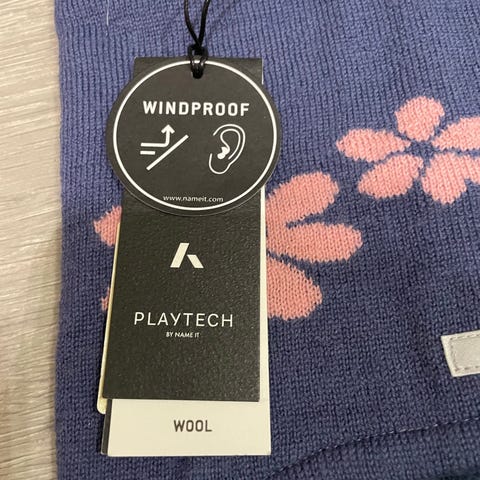 WINDPROOF
www.nameit.com
PLAYTECH
BY NAME IT
WOOL